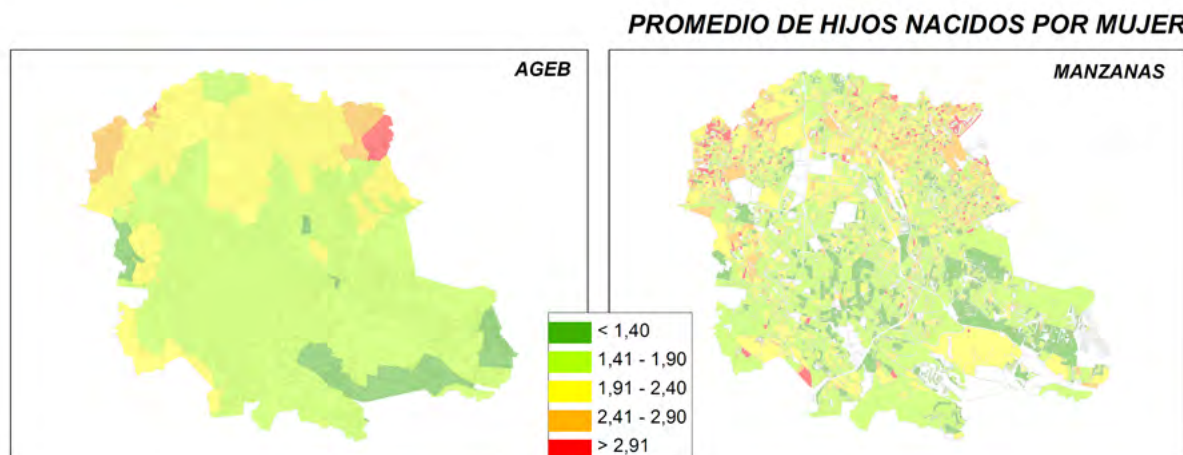 PROMEDIO DE HIJOS NACIDOS POR MUJER
AGEB
MANZANAS
< 1,40
1,41 - 1,90
1,91 - 2,40
2,41 - 2,90
> 2,91